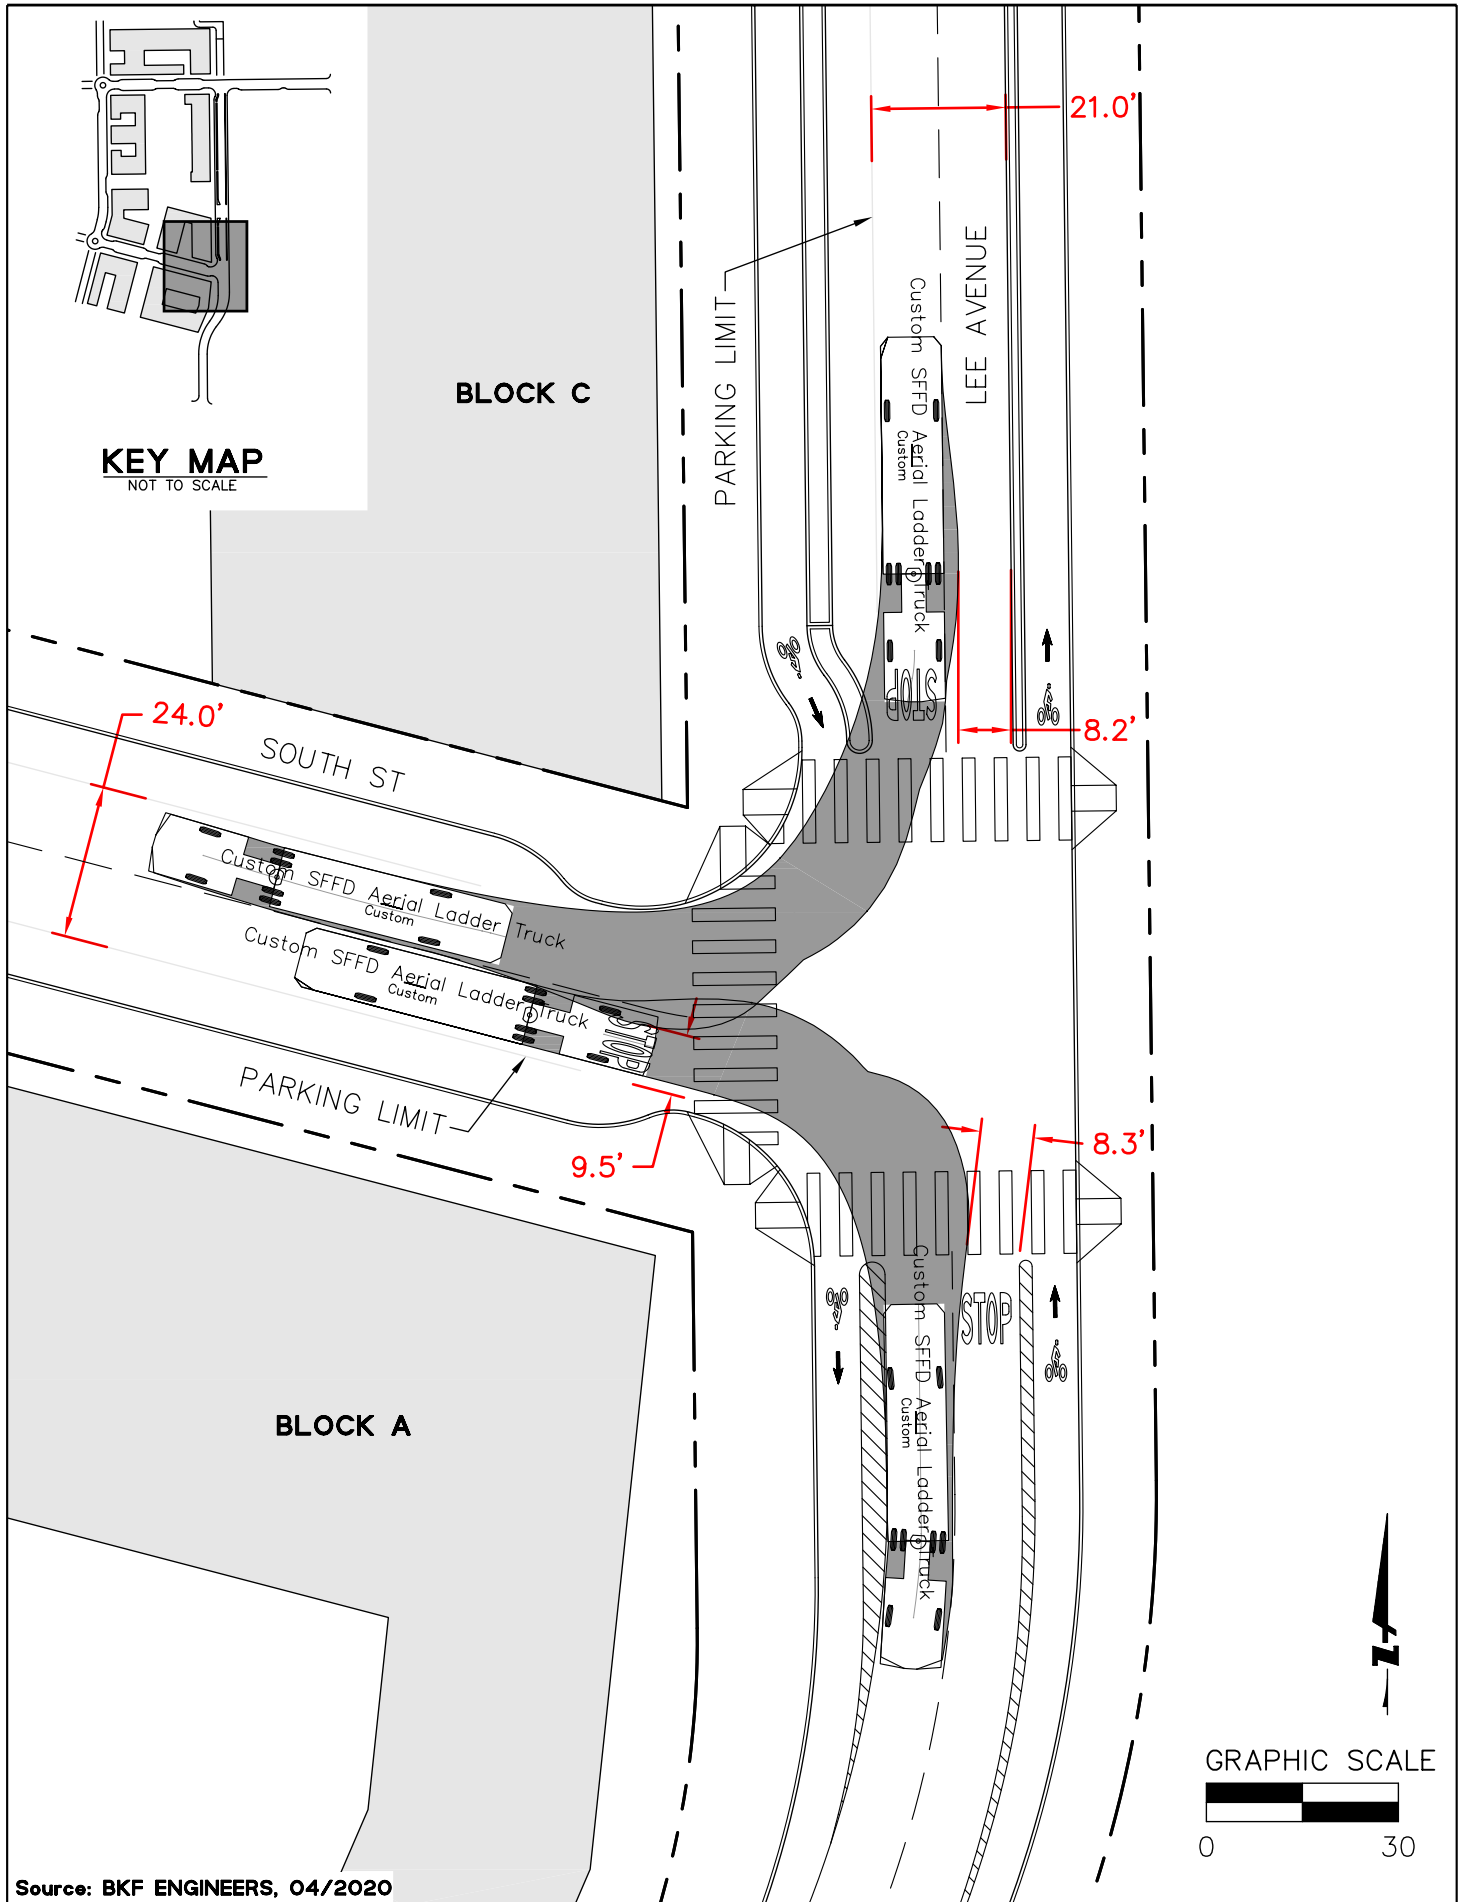 21.0'
LEE AVENUE
PARKING LIMIT
Custom SFFD Aerial Ladder Truck
Custom
BLOCK C
KEY MAP
NOT TO SCALE
STOP
8.2'
24.0'
SOUTH ST
Custom SFFD Aerial Ladder Truck
Custom
Custom SFFD Aerial Ladder Truck
Custom
STOP
PARKING LIMIT
9.5'
8.3'
STOP
Custom SFFD Aerial Ladder Truck
Custom
BLOCK A
GRAPHIC SCALE
0 30
Source: BKF ENGINEERS, 04/2020